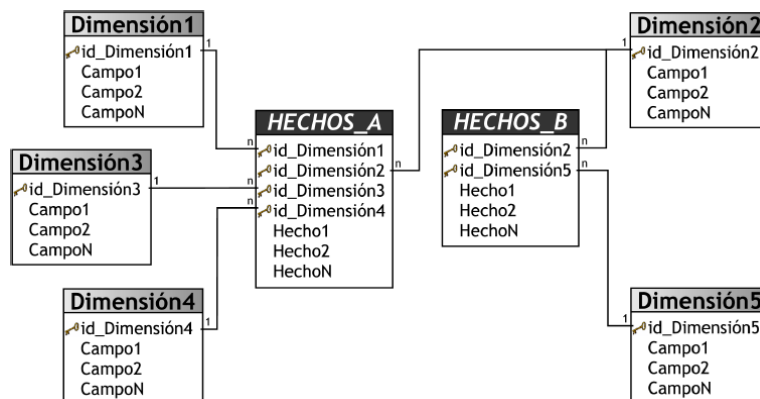 Dimensión1
id_Dimensión1
Campo1
Campo2
CampoN
1
Dimensión3
id_Dimensión3
Campo1
Campo2
CampoN
1
Dimensión4
id_Dimensión4
Campo1
Campo2
CampoN
1
HECHOS_A
n
id_Dimensión1
id_Dimensión2
n
n
id_Dimensión3
n
id_Dimensión4
Hecho1
Hecho2
HechoN
HECHOS_B
id_Dimensión2
n
id_Dimensión5
n
Hecho1
Hecho2
HechoN
Dimensión2
1
id_Dimensión2
Campo1
Campo2
CampoN
Dimensión5
1
id_Dimensión5
Campo1
Campo2
CampoN